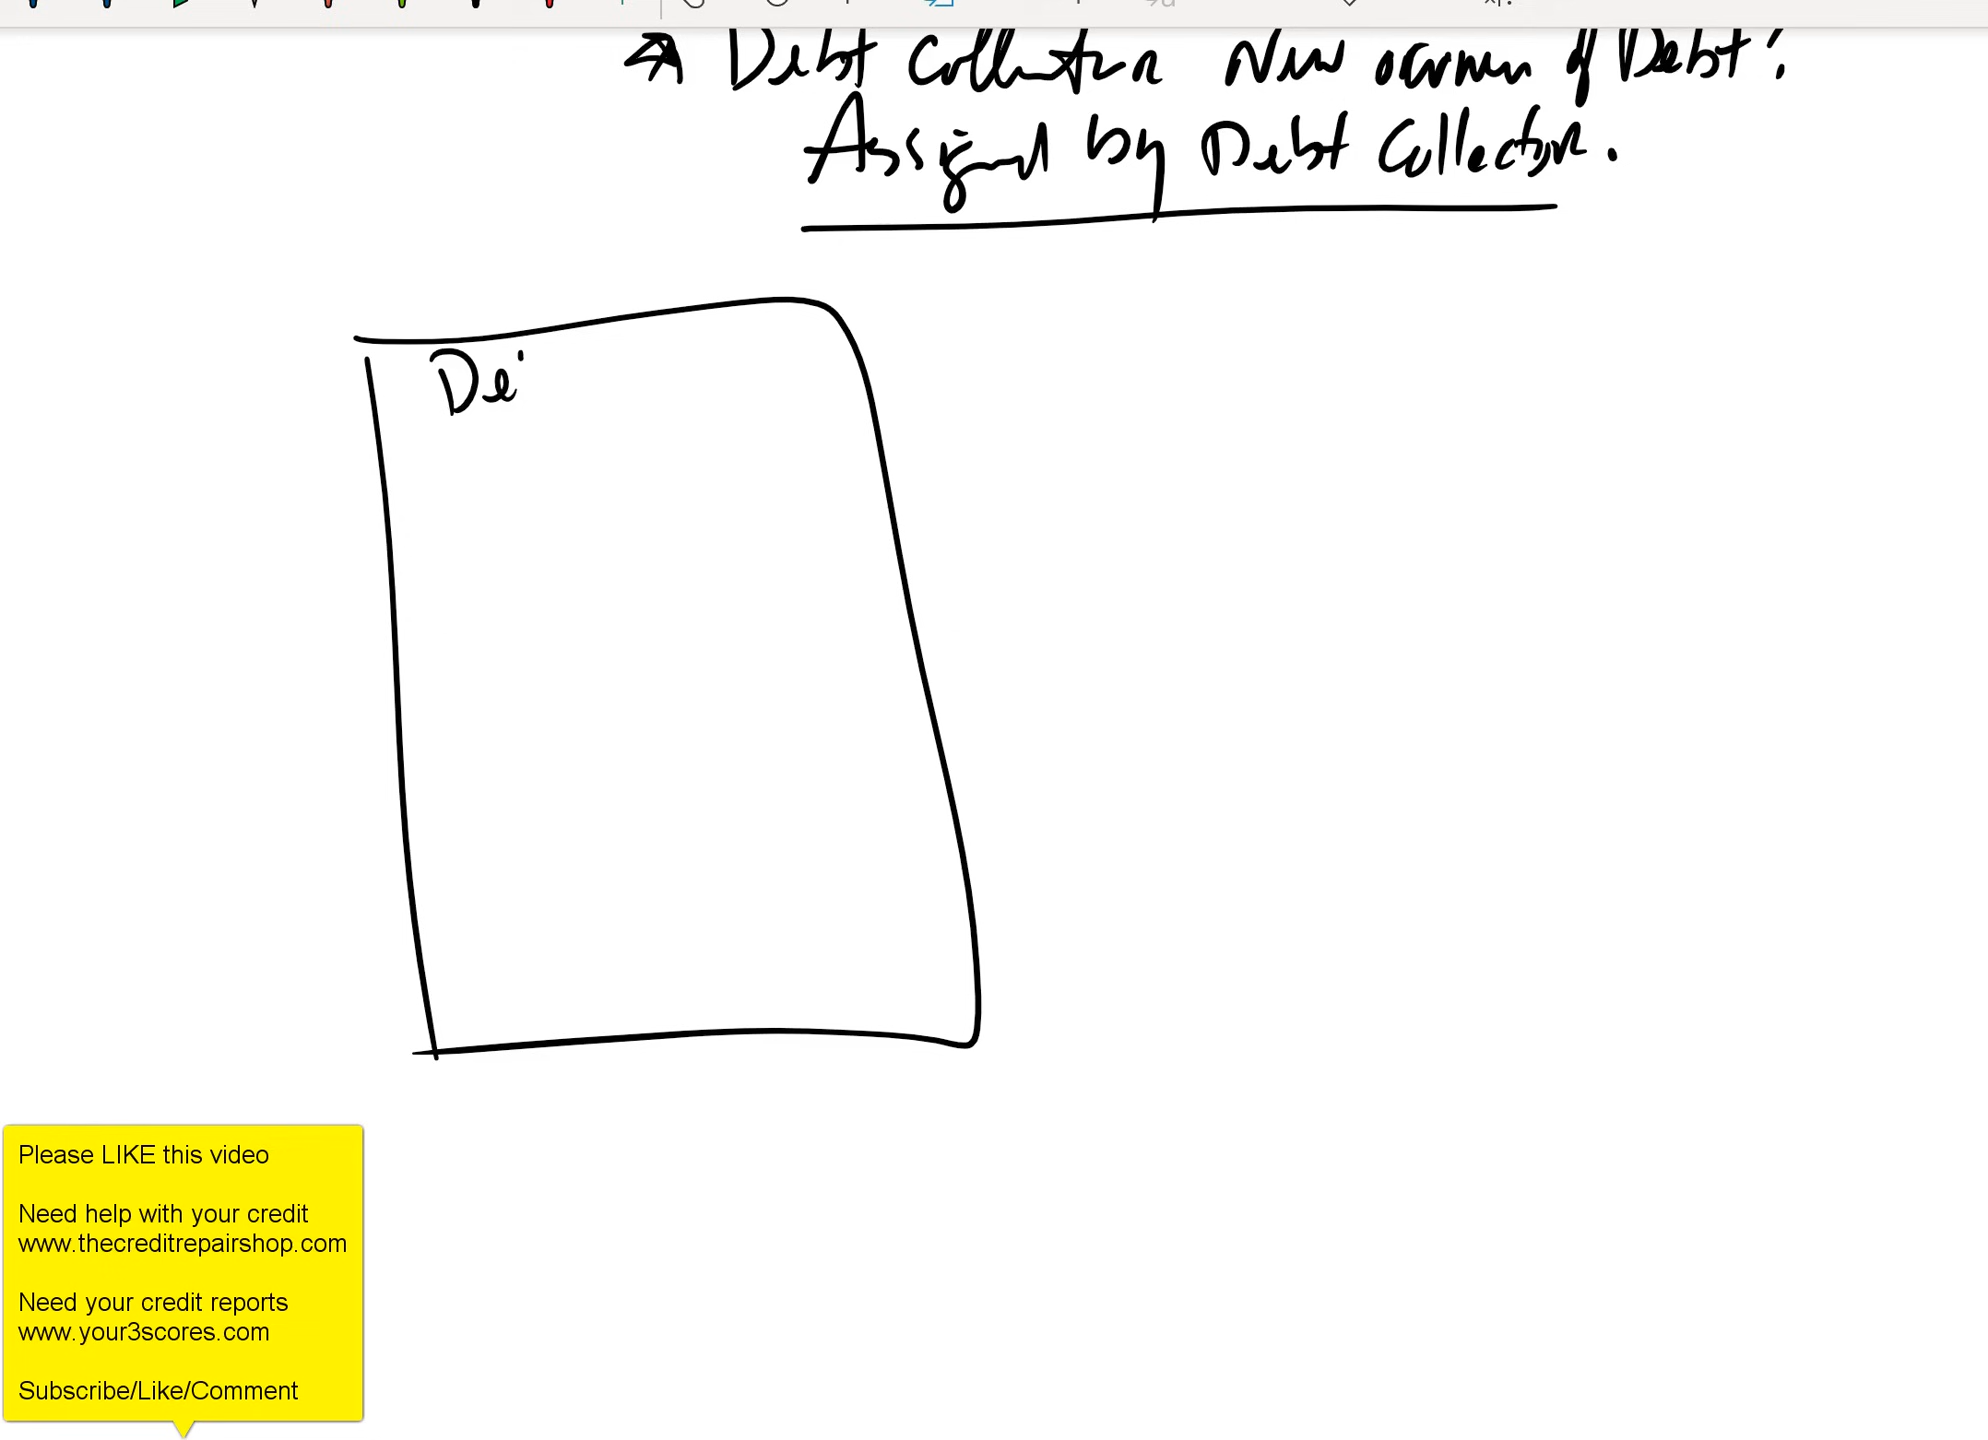 Debt Collector New owner of Debt?
Assigned by Debt Collector.
De
Please LIKE this video
Need help with your credit
www.thecreditrepairshop.com
Need your credit reports
www.your3scores.com
Subscribe/Like/Comment